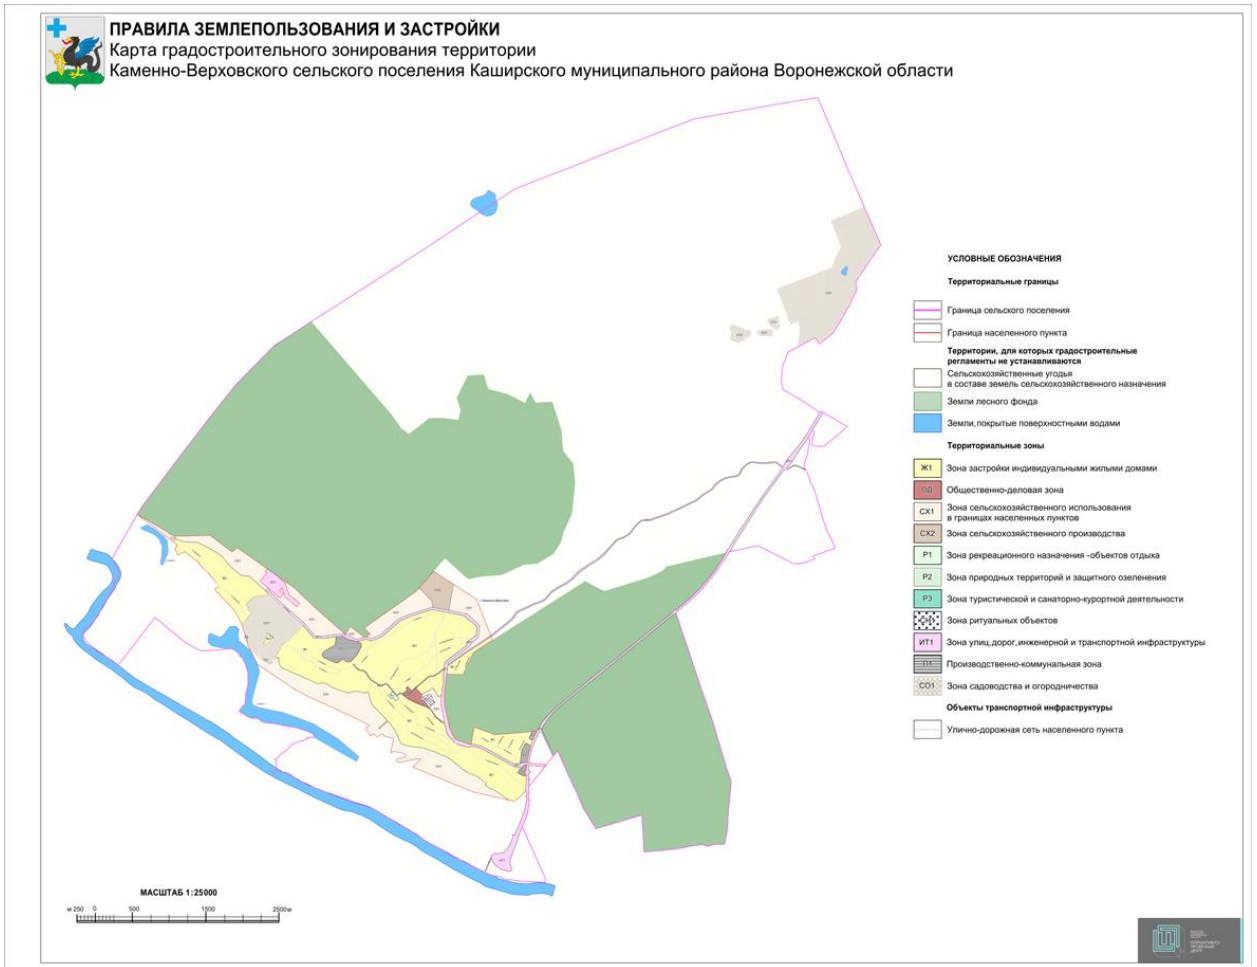 ПРАВИЛА ЗЕМЛЕПОЛЬЗОВАНИЯ И ЗАСТРОЙКИ
Карта градостроительного зонирования территории
Каменно-Верховского сельского поселения Каширского муниципального района Воронежской области
УСЛОВНЫЕ ОБОЗНАЧЕНИЯ
Территориальные границы
Граница сельского поселения
Граница населенного пункта
Территории, для которых градостроительные
регламенты не устанавливаются
Сельскохозяйственные угодья
в составе земель сельскохозяйственного назначения
Земли лесного фонда
Земли, покрытые поверхностными водами
Территориальные зоны
Ж1 Зона застройки индивидуальными жилыми домами
ОД Общественно-деловая зона
СХ1 Зона сельскохозяйственного использования
в границах населенных пунктов
СХ2 Зона сельскохозяйственного производства
Р1 Зона рекреационного назначения -объектов отдыха
Р2 Зона природных территорий и защитного озеленения
Р3 Зона туристической и санаторно-курортной деятельности
Зона ритуальных объектов
ИТ1 Зона улиц,дорог,инженерной и транспортной инфраструктуры
П1 Производственно-коммунальная зона
СО1 Зона садоводства и огородничества
Объекты транспортной инфраструктуры
Улично-дорожная сеть населенного пункта
МАСШТАБ 1:25000
м 250 0 500 1500 2500м